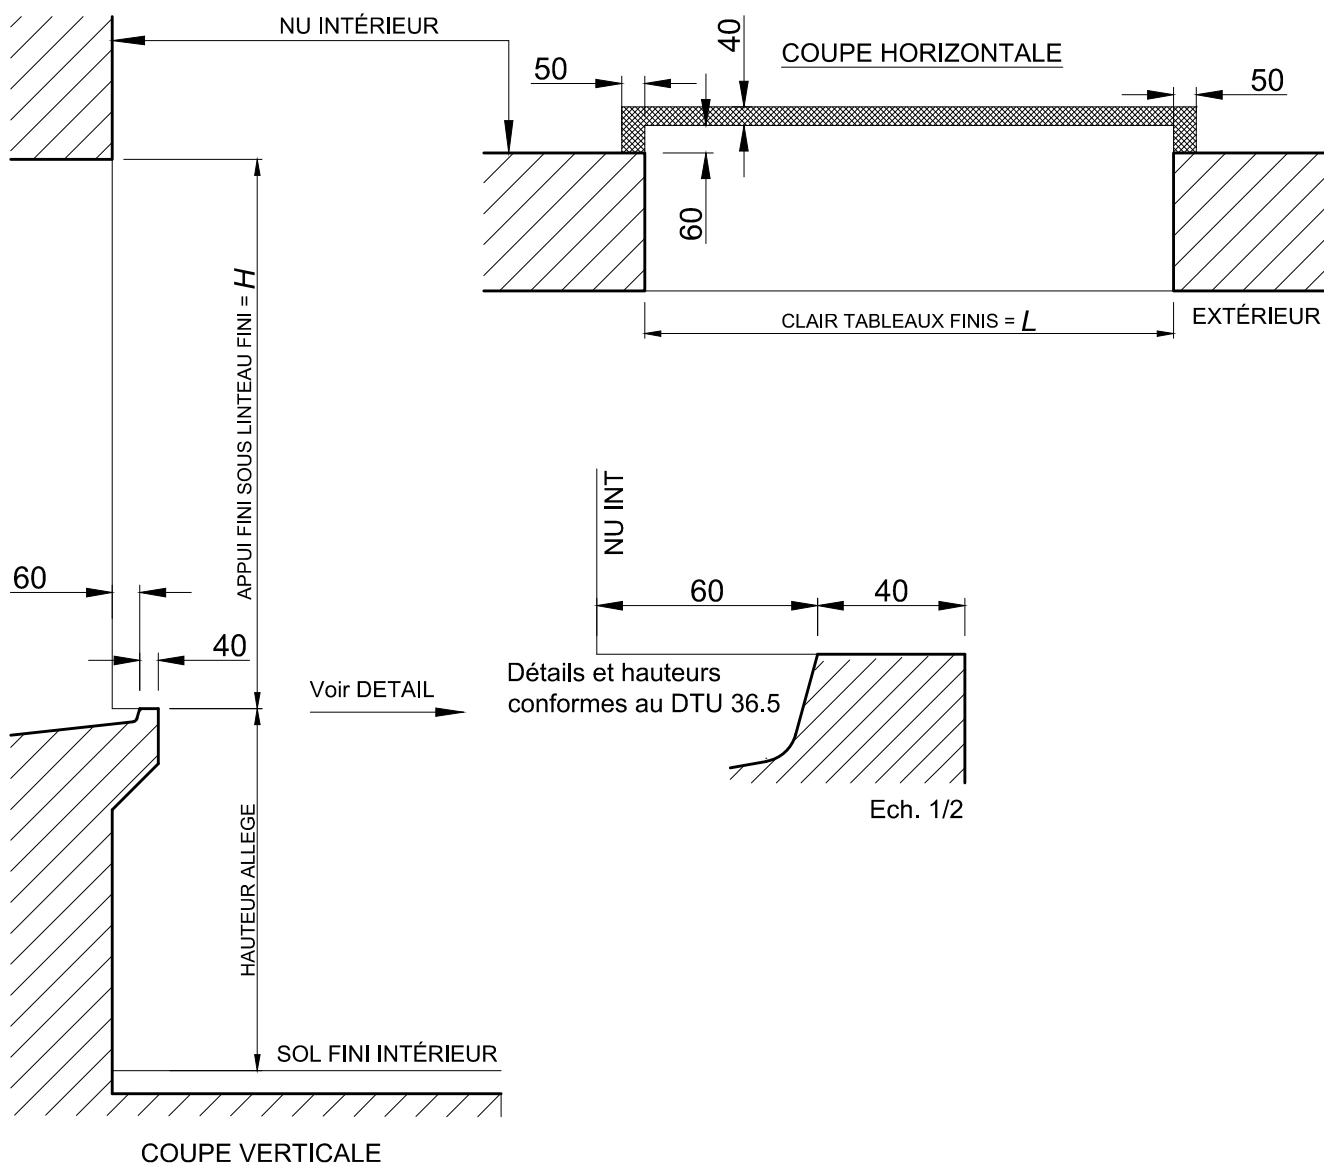 NU INTÉRIEUR
40
COUPE HORIZONTALE
50
50
60
CLAIR TABLEAUX FINIS = L
EXTÉRIEUR
APPUI FINI SOUS LINTEAU FINI = H
NU INT
60
60
40
40
Détails et hauteurs
conformes au DTU 36.5
Voir DETAIL
Ech. 1/2
HAUTEUR ALLEGE
SOL FINI INTÉRIEUR
COUPE VERTICALE